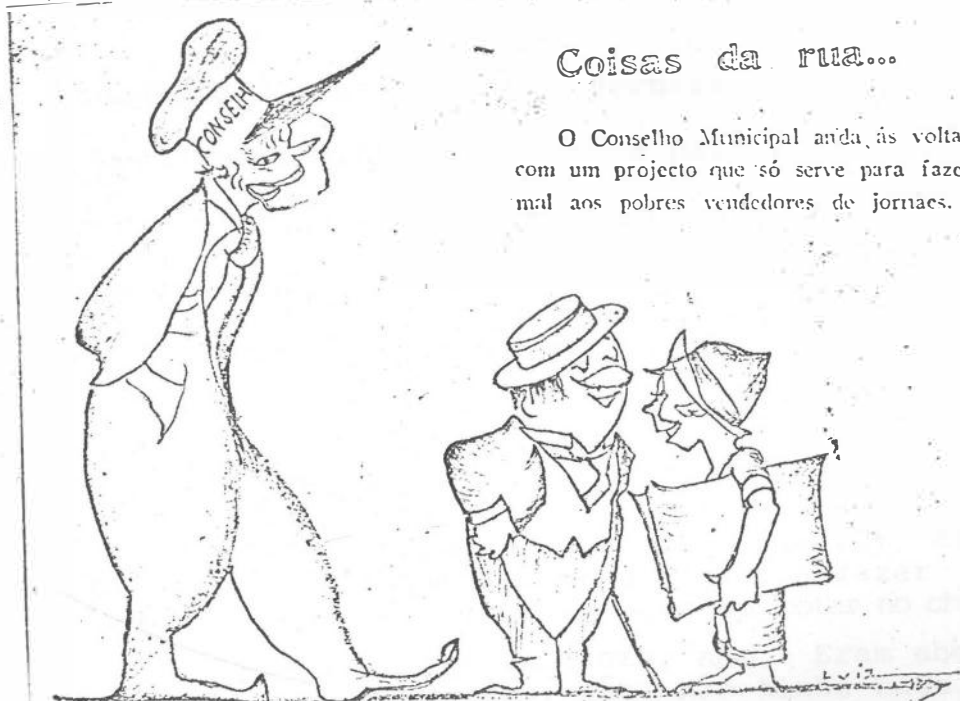 Coisas da rua...
O Conselho Municipal anda ás volta
com um projecto que só serve para faze
mal aos pobres vendedores de jornaes.
CONSELH